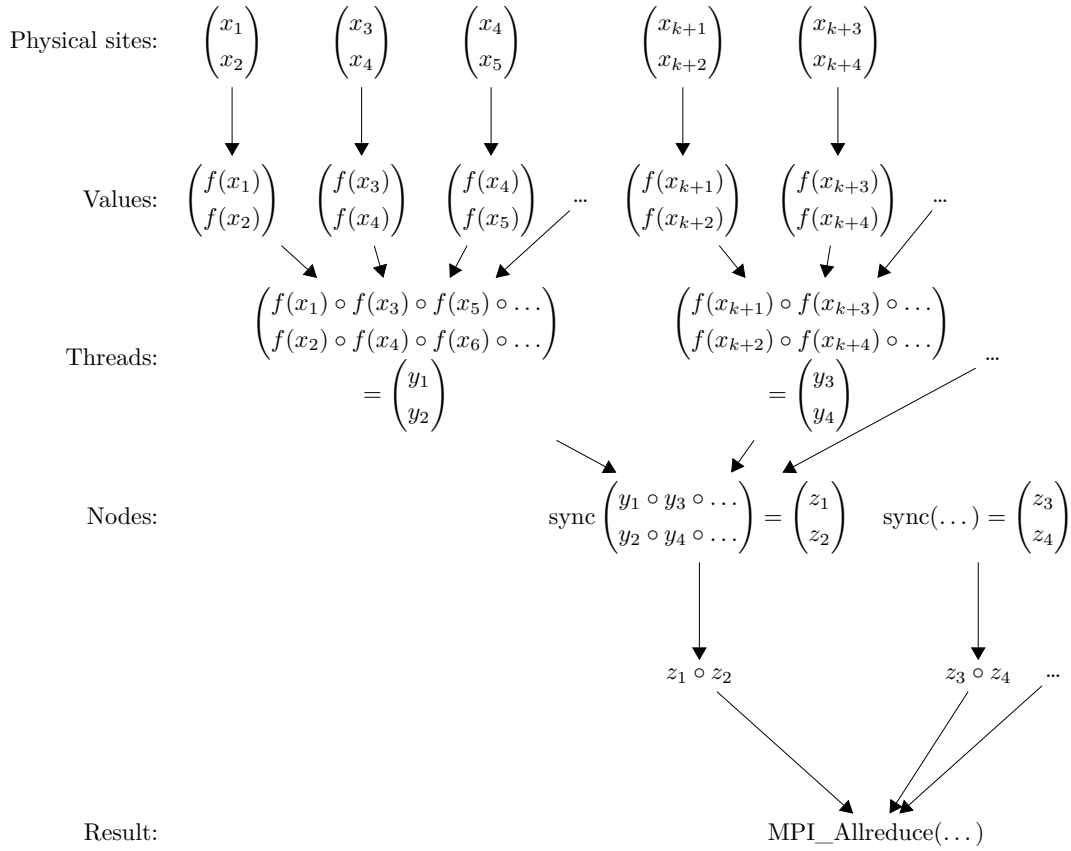 Physical sites: (x₁ x₂) (x₃ x₄) (x₄ x₅) (xₖ₊₁ xₖ₊₂) (xₖ₊₃ xₖ₊₄)
Values: (f(x₁) f(x₂)) (f(x₃) f(x₄)) (f(x₄) f(x₅)) ... (f(xₖ₊₁) f(xₖ₊₂)) (f(xₖ₊₃) f(xₖ₊₄)) ...
Threads:
(f(x₁) ∘ f(x₃) ∘ f(x₅) ∘ …
f(x₂) ∘ f(x₄) ∘ f(x₆) ∘ …)
= (y₁ y₂)
(f(xₖ₊₁) ∘ f(xₖ₊₃) ∘ …
f(xₖ₊₂) ∘ f(xₖ₊₄) ∘ …)
= (y₃ y₄)
...
Nodes:
sync (y₁ ∘ y₃ ∘ …
y₂ ∘ y₄ ∘ …) = (z₁ z₂)
sync(…) = (z₃ z₄)
z₁ ∘ z₂ z₃ ∘ z₄ ...
Result: MPI_Allreduce(…)